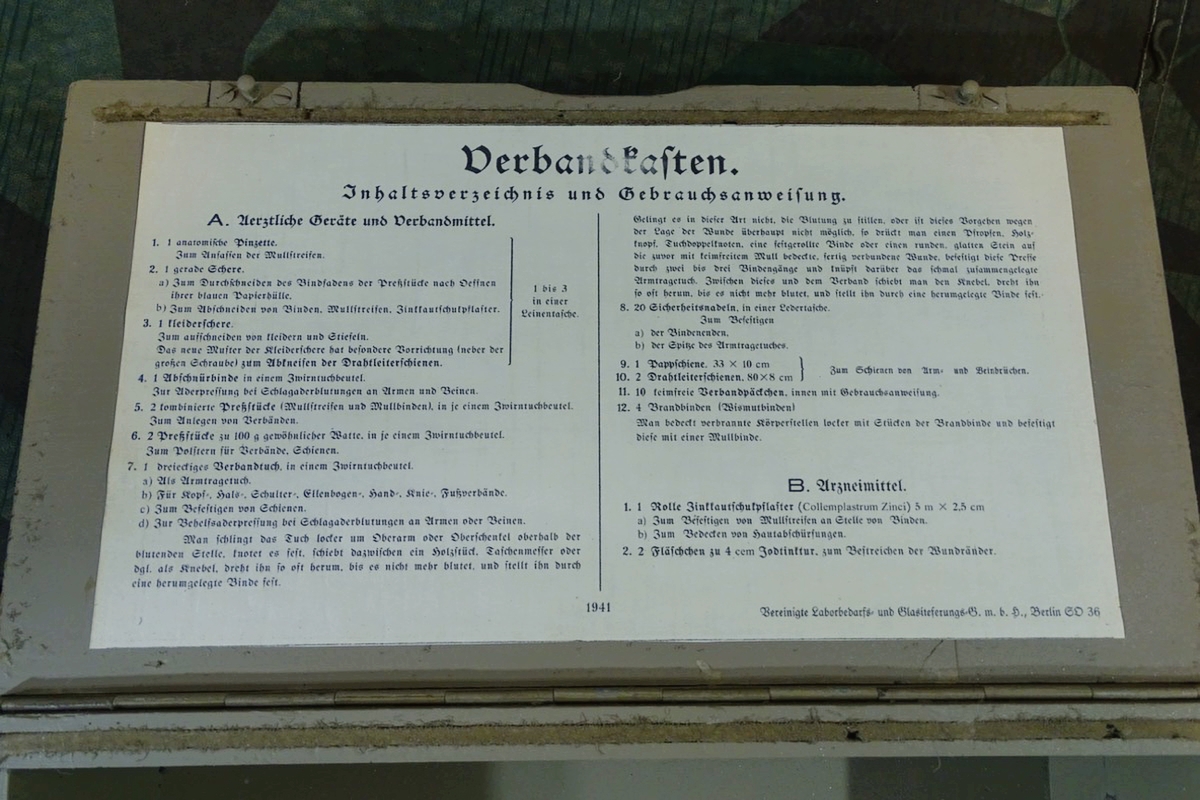 Verbandkasten.
Inhaltsverzeichnis und Gebrauchsanweisung.
A. Aerztliche Geräte und Verbandmittel.
1. 1 anatomische Pinzette.
Zum Anfassen der Mullstreifen.
2. 1 gerade Schere.
a) Zum Durchschneiden des Bindfadens der Preßstücke nach Oeffnen
ihrer blauen Papierhülle.
b) Zum Abschneiden von Binden, Mullstreifen, Zinkkautschukpflaster.
3. 1 Kleiderschere.
Zum aufschneiden von Kleidern und Stiefeln.
Das neue Muster der Kleiderschere hat besondere Vorrichtung (neber der
großen Schraube) zum Abkneifen der Drahtleiterschienen.
1 bis 3
in einer
Leinentasche.
4. 1 Abschnürbinde in einem Zwirntuchbeutel.
Zur Aderpressung bei Schlagaderblutungen an Armen und Beinen.
5. 2 kombinierte Preßstücke (Mullstreifen und Mullbinden), in je einem Zwirntuchbeutel.
Zum Anlegen von Verbänden.
6. 2 Preßstücke zu 100 g gewöhnlicher Watte, in je einem Zwirntuchbeutel.
Zum Polstern für Verbände, Schienen.
7. 1 dreieckiges Verbandtuch, in einem Zwirntuchbeutel.
a) Als Armtragetuch.
b) Für Kopf-, Hals-, Schulter-, Ellenbogen-, Hand-, Knie-, Fußverbände.
c) Zum Befestigen von Schienen.
d) Zur Behelfsaderpressung bei Schlagaderblutungen an Armen oder Beinen.
Man schlingt das Tuch locker um Oberarm oder Oberschenkel oberhalb der
blutenden Stelle, knotet es fest, schiebt dazwischen ein Holzstück, Taschenmesser oder
dgl. als Knebel, dreht ihn so oft herum, bis es nicht mehr blutet, und stellt ihn durch
eine herumgelegte Binde fest.
Gelingt es in dieser Art nicht, die Blutung zu stillen, oder ist dieses Vorgehen wegen
der Lage der Wunde überhaupt nicht möglich, so drückt man einen Pfropfen, Holz-
knopf, Tuchdoppelknoten, eine festgerollte Binde oder einen runden, glatten Stein auf
die zuvor mit keimfreitem Mull bedeckte, fertig verbundene Wunde, befestigt diese Presse
durch zwei bis drei Bindengänge und knüpft darüber das schmal zusammengelegte
Armtragetuch. Zwischen dieses und dem Verband schiebt man den Knebel, dreht ihn
so oft herum, bis es nicht mehr blutet, und stellt ihn durch eine herumgelegte Binde fest.
8. 20 Sicherheitsnadeln, in einer Ledertasche.
Zum Befestigen
a) der Bindenenden,
b) der Spitze des Armtragetuches.
9. 1 Pappschiene, 33 × 10 cm
10. 2 Drahtleiterschienen, 80×8 cm
Zum Schienen von Arm- und Beinbrüchen.
11. 10 keimfreie Verbandpäckchen, innen mit Gebrauchsanweisung.
12. 4 Brandbinden (Wismutbinden)
Man bedeckt verbrannte Körperstellen locker mit Stücken der Brandbinde und befestigt
diese mit einer Mullbinde.
B. Arzneimittel.
1. 1 Rolle Zinkkautschukpflaster (Collemplastrum Zinci) 5 m × 2,5 cm
a) Zum Befestigen von Mullstreifen an Stelle von Binden.
b) Zum Bedecken von Hautabschürfungen.
2. 2 Fläschchen zu 4 ccm Jodtinktur, zum Bestreichen der Wundränder.
1941
Vereinigte Laborbedarfs- und Glaslieferungs-G. m. b. H., Berlin SO 36